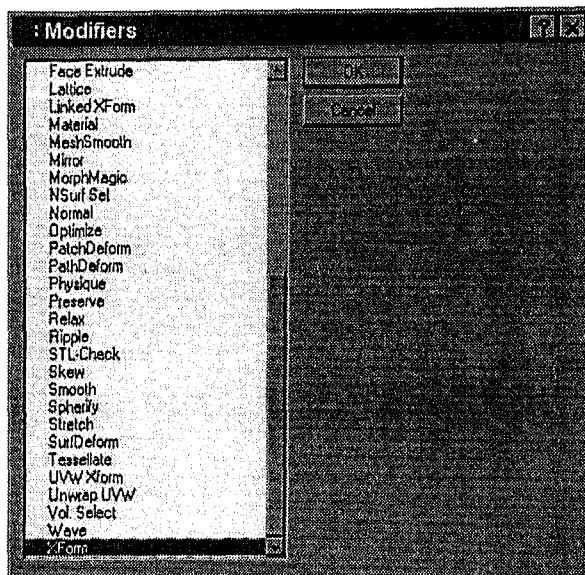 : Modifiers
Face Extrude
Lattice
Linked XForm
Material
MeshSmooth
Mirror
MorphMagic
NSurf Sel
Normal
Optimize
PatchDeform
PathDeform
Physique
Preserve
Relax
Ripple
STL-Check
Skew
Smooth
Spherify
Stretch
SurfDeform
Tessellate
UVW Xform
Unwrap UVW
Vol. Select
Wave
XForm
OK
Cancel